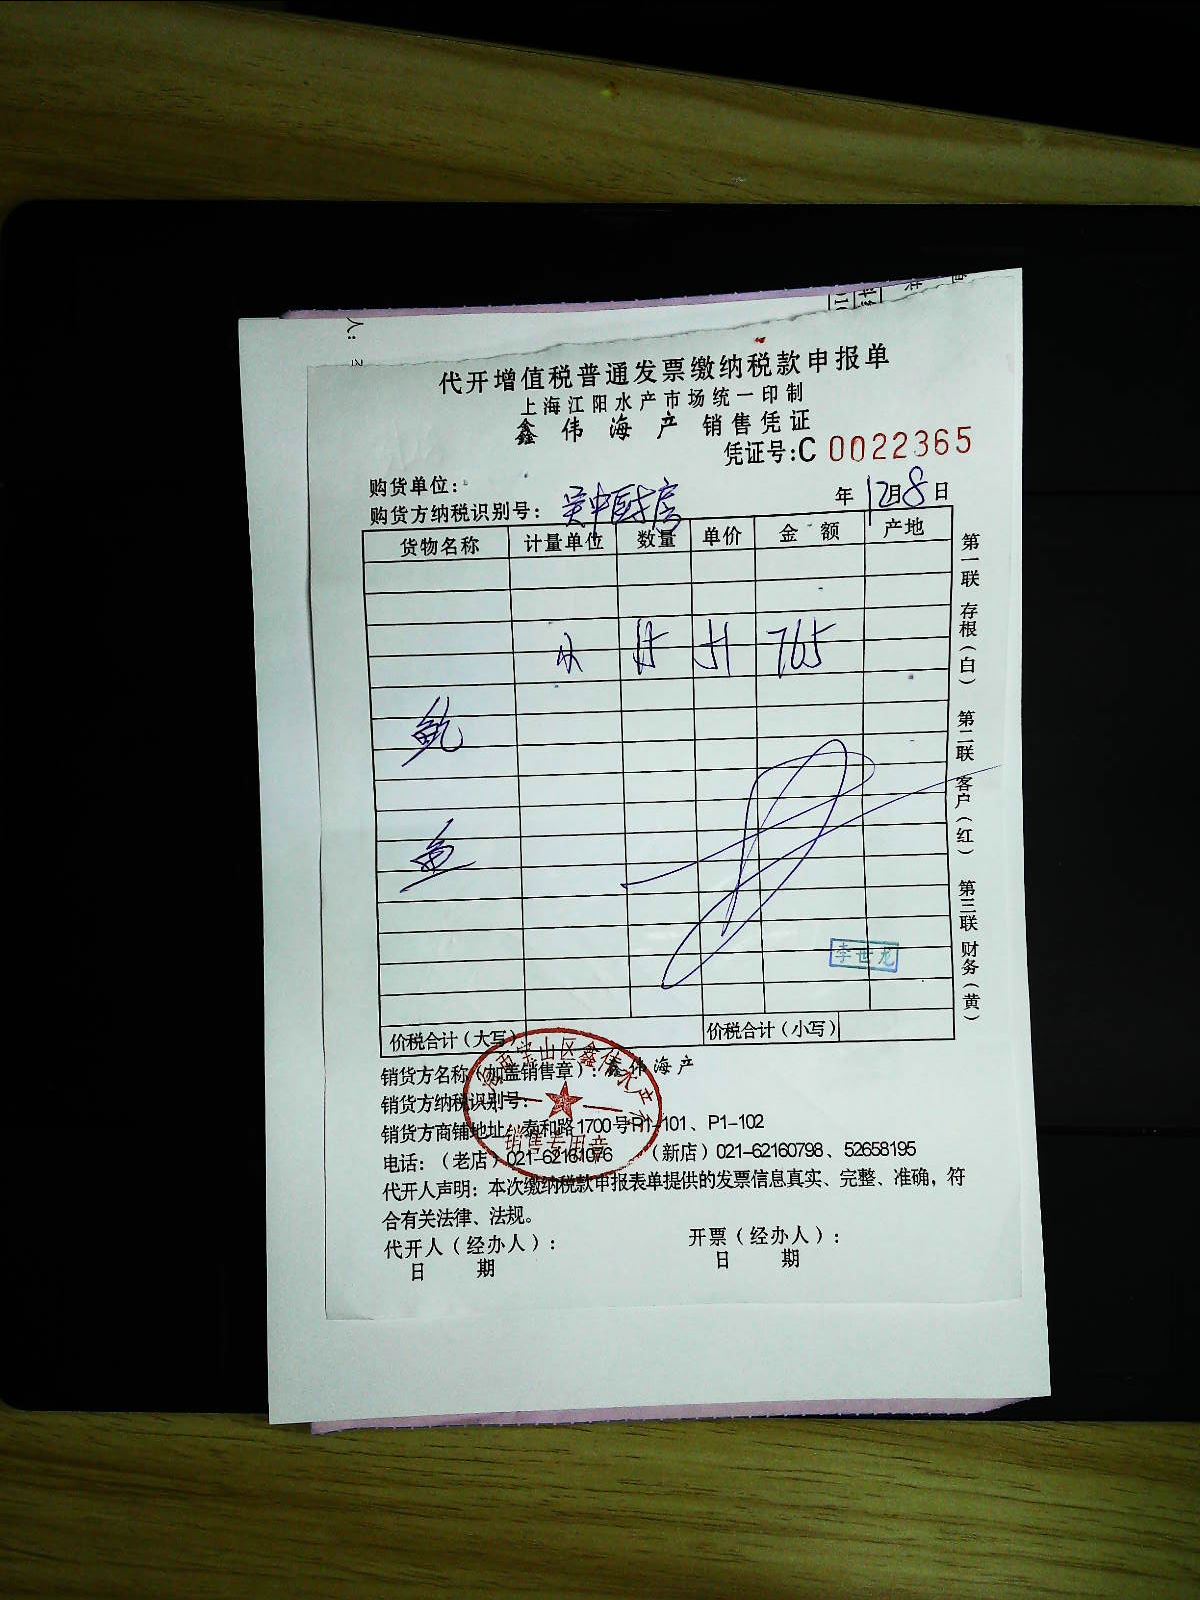 代开增值税普通发票缴纳税款申报单
上海江阳水产市场统一印制
鑫伟海产 销售凭证
凭证号:C 0022365
购货单位:
年 12月8日
购货方纳税识别号: 吴中厨房
货物名称 计量单位 数量 单价 金额 产地
15 51 765
鱼
价税合计(大写) 价税合计(小写)
李世龙
销货方名称(加盖销售章):鑫伟海产
销货方纳税识别号:
销货方商铺地址:泰和路1700号P1-101、P1-102
电话:(老店)021-62161076 (新店)021-62160798、52658195
代开人声明:本次缴纳税款申报表单提供的发票信息真实、完整、准确,符
合有关法律、法规。
代开人(经办人): 开票(经办人):
日期 日期
第一联 存根(白) 第二联 客户(红) 第三联 财务(黄)
销售专用章